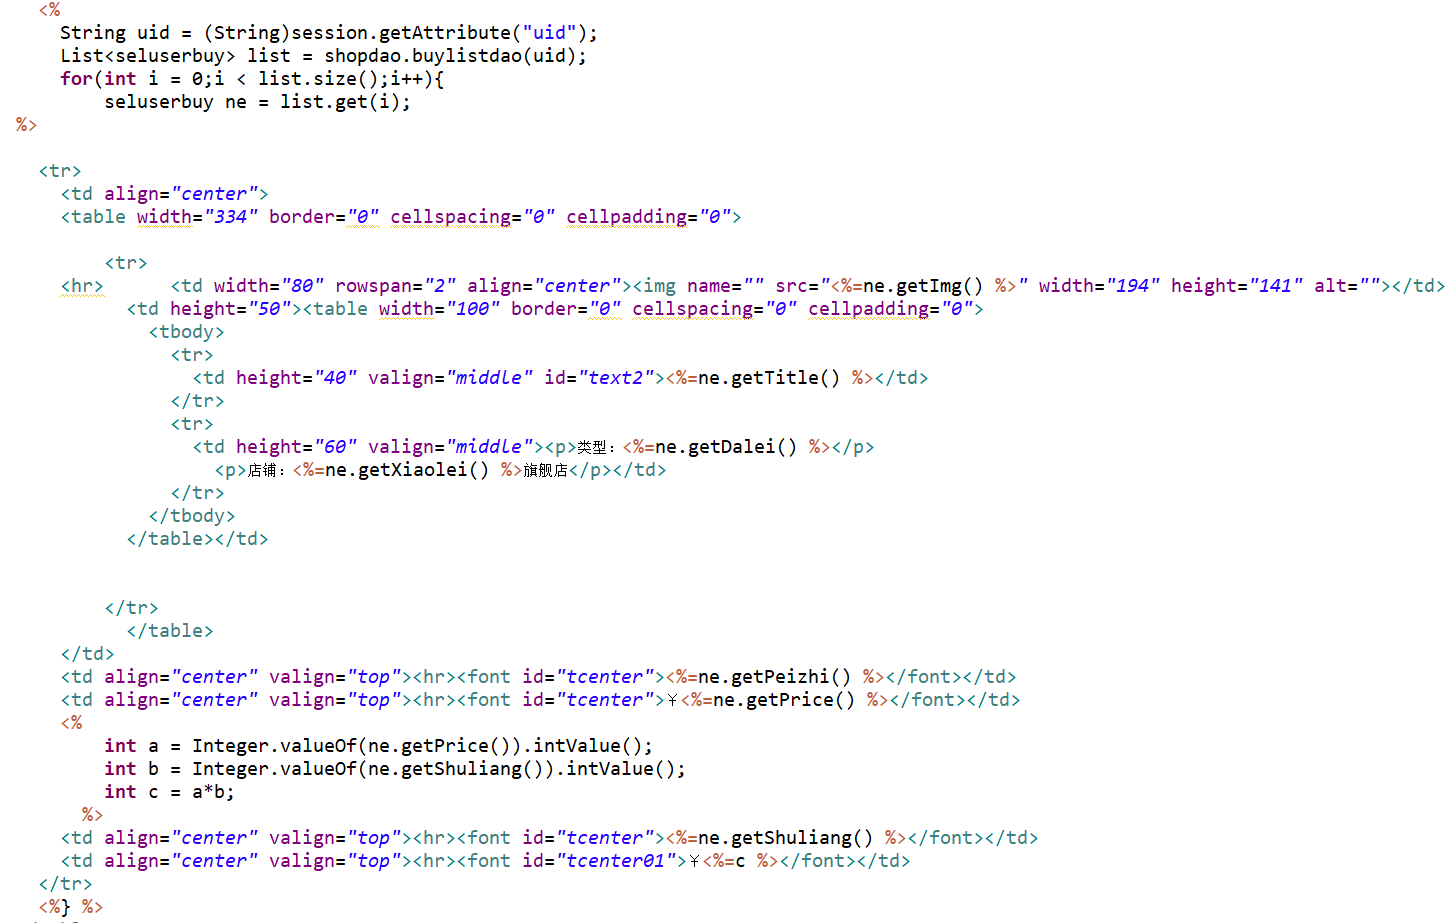 <%
String uid = (String)session.getAttribute("uid");
List<seluserbuy> list = shopdao.buylistdao(uid);
for(int i = 0;i < list.size();i++){
seluserbuy ne = list.get(i);
%>
<tr>
<td align="center">
<table width="334" border="0" cellspacing="0" cellpadding="0">
<tr>
<hr> <td width="80" rowspan="2" align="center"><img name="" src="<%=ne.getImg() %>" width="194" height="141" alt=""></td>
<td height="50"><table width="100" border="0" cellspacing="0" cellpadding="0">
<tbody>
<tr>
<td height="40" valign="middle" id="text2"><%=ne.getTitle() %></td>
</tr>
<tr>
<td height="60" valign="middle"><p>类型：<%=ne.getDalei() %></p>
<p>店铺：<%=ne.getXiaolei() %>旗舰店</p></td>
</tr>
</tbody>
</table></td>
</tr>
</table>
</td>
<td align="center" valign="top"><hr><font id="tcenter"><%=ne.getPeizhi() %></font></td>
<td align="center" valign="top"><hr><font id="tcenter">¥<%=ne.getPrice() %></font></td>
<%
int a = Integer.valueOf(ne.getPrice()).intValue();
int b = Integer.valueOf(ne.getShuliang()).intValue();
int c = a*b;
%>
<td align="center" valign="top"><hr><font id="tcenter"><%=ne.getShuliang() %></font></td>
<td align="center" valign="top"><hr><font id="tcenter01">¥<%=c %></font></td>
</tr>
<%} %>